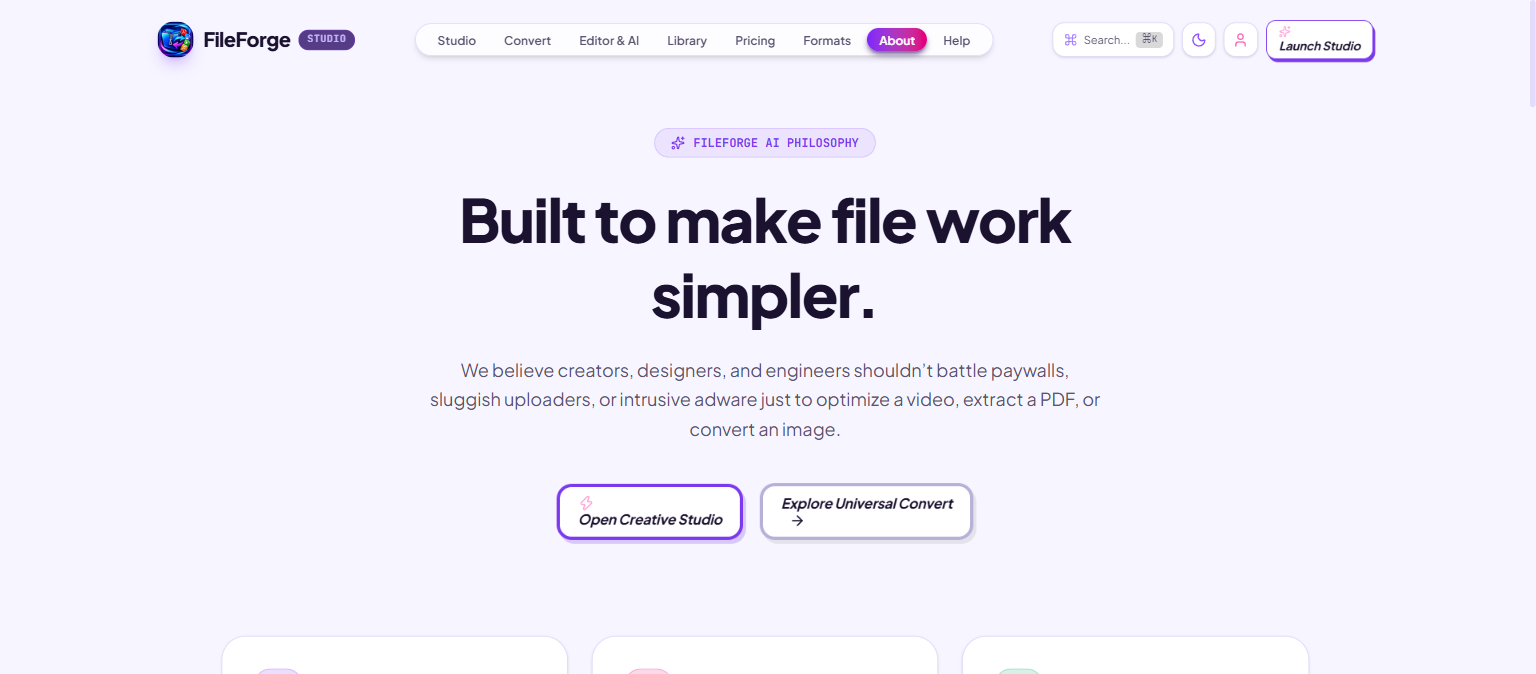 FileForge STUDIO
Studio Convert Editor & AI Library Pricing Formats About Help
Search... ⌘K
Launch Studio
FILEFORGE AI PHILOSOPHY
Built to make file work
simpler.
We believe creators, designers, and engineers shouldn't battle paywalls,
sluggish uploaders, or intrusive adware just to optimize a video, extract a PDF, or
convert an image.
Open Creative Studio
Explore Universal Convert
→